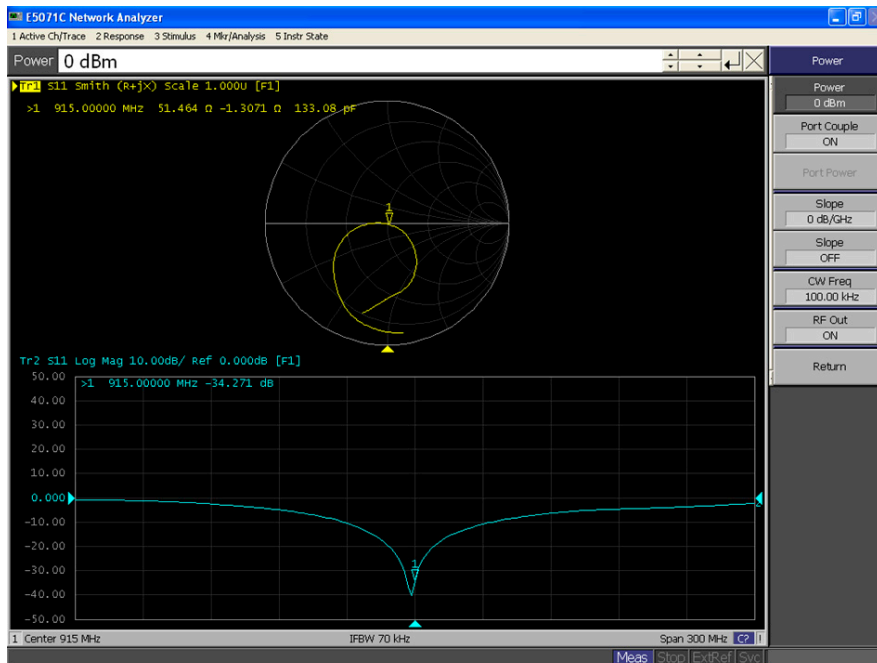 E5071C Network Analyzer
1 Active Ch/Trace 2 Response 3 Stimulus 4 Mkr/Analysis 5 Instr State
Power 0 dBm
Tr1 S11 Smith (R+jX) Scale 1.000U [F1]
>1 915.00000 MHz 51.464 Ω -1.3071 Ω 133.08 pF
1
Tr2 S11 Log Mag 10.00dB/ Ref 0.000dB [F1]
>1 915.00000 MHz -34.271 dB
50.00
40.00
30.00
20.00
10.00
0.000
-10.00
-20.00
-30.00
-40.00
-50.00
1
1 Center 915 MHz IFBW 70 kHz Span 300 MHz C? !
Meas Stop ExtRef Svc
Power
Power
0 dBm
Port Couple
ON
Port Power
Slope
0 dB/GHz
Slope
OFF
CW Freq
100.00 kHz
RF Out
ON
Return